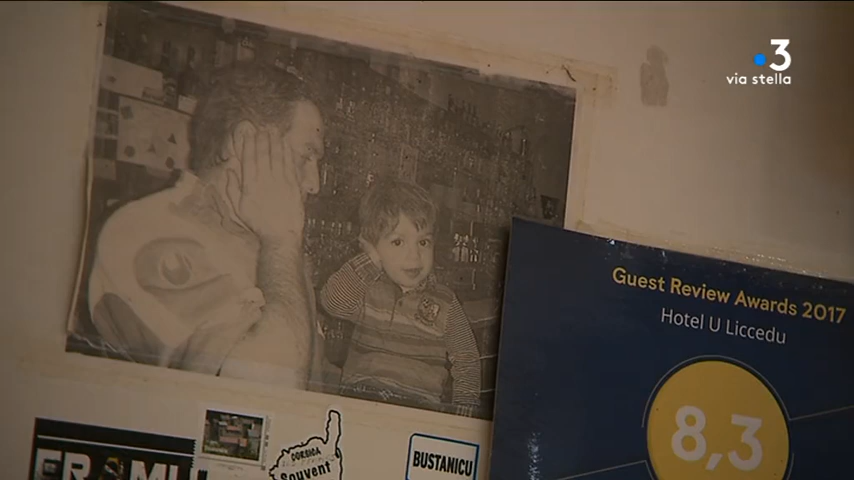 3
via stella
Guest Review Awards 2017
Hotel U Liccedu
8,3
CORSICA
Souvent
BUSTANICU